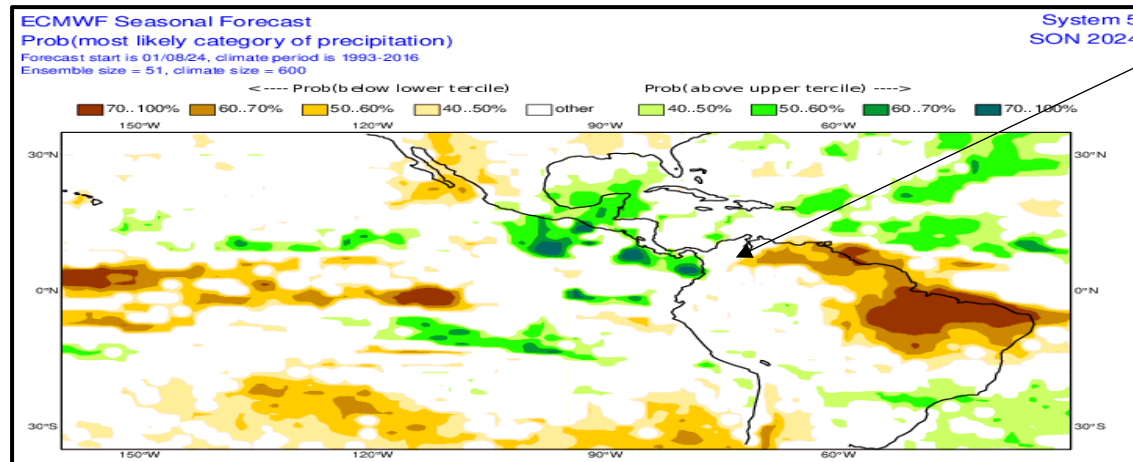 ECMWF Seasonal Forecast System 5
Prob(most likely category of precipitation) SON 2024
Forecast start is 01/08/24, climate period is 1993-2016
Ensemble size = 51, climate size = 600
<---- Prob(below lower tercile) Prob(above upper tercile) ---->
70..100% 60..70% 50..60% 40..50% other 40..50% 50..60% 60..70% 70..100%
150°W 120°W 90°W 60°W
30°N 30°N
0°N 0°N
30°S 30°S
150°W 120°W 90°W 60°W